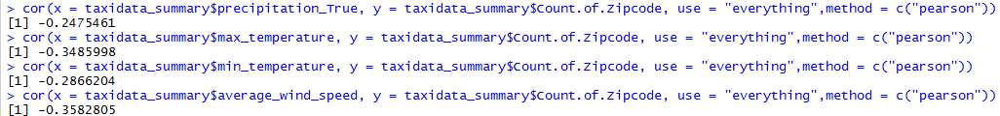 > cor(x = taxidata_summary$precipitation_True, y = taxidata_summary$Count.of.Zipcode, use = "everything",method = c("pearson"))
[1] -0.2475461
> cor(x = taxidata_summary$max_temperature, y = taxidata_summary$Count.of.Zipcode, use = "everything",method = c("pearson"))
[1] -0.3485998
> cor(x = taxidata_summary$min_temperature, y = taxidata_summary$Count.of.Zipcode, use = "everything",method = c("pearson"))
[1] -0.2866204
> cor(x = taxidata_summary$average_wind_speed, y = taxidata_summary$Count.of.Zipcode, use = "everything",method = c("pearson"))
[1] -0.3582805